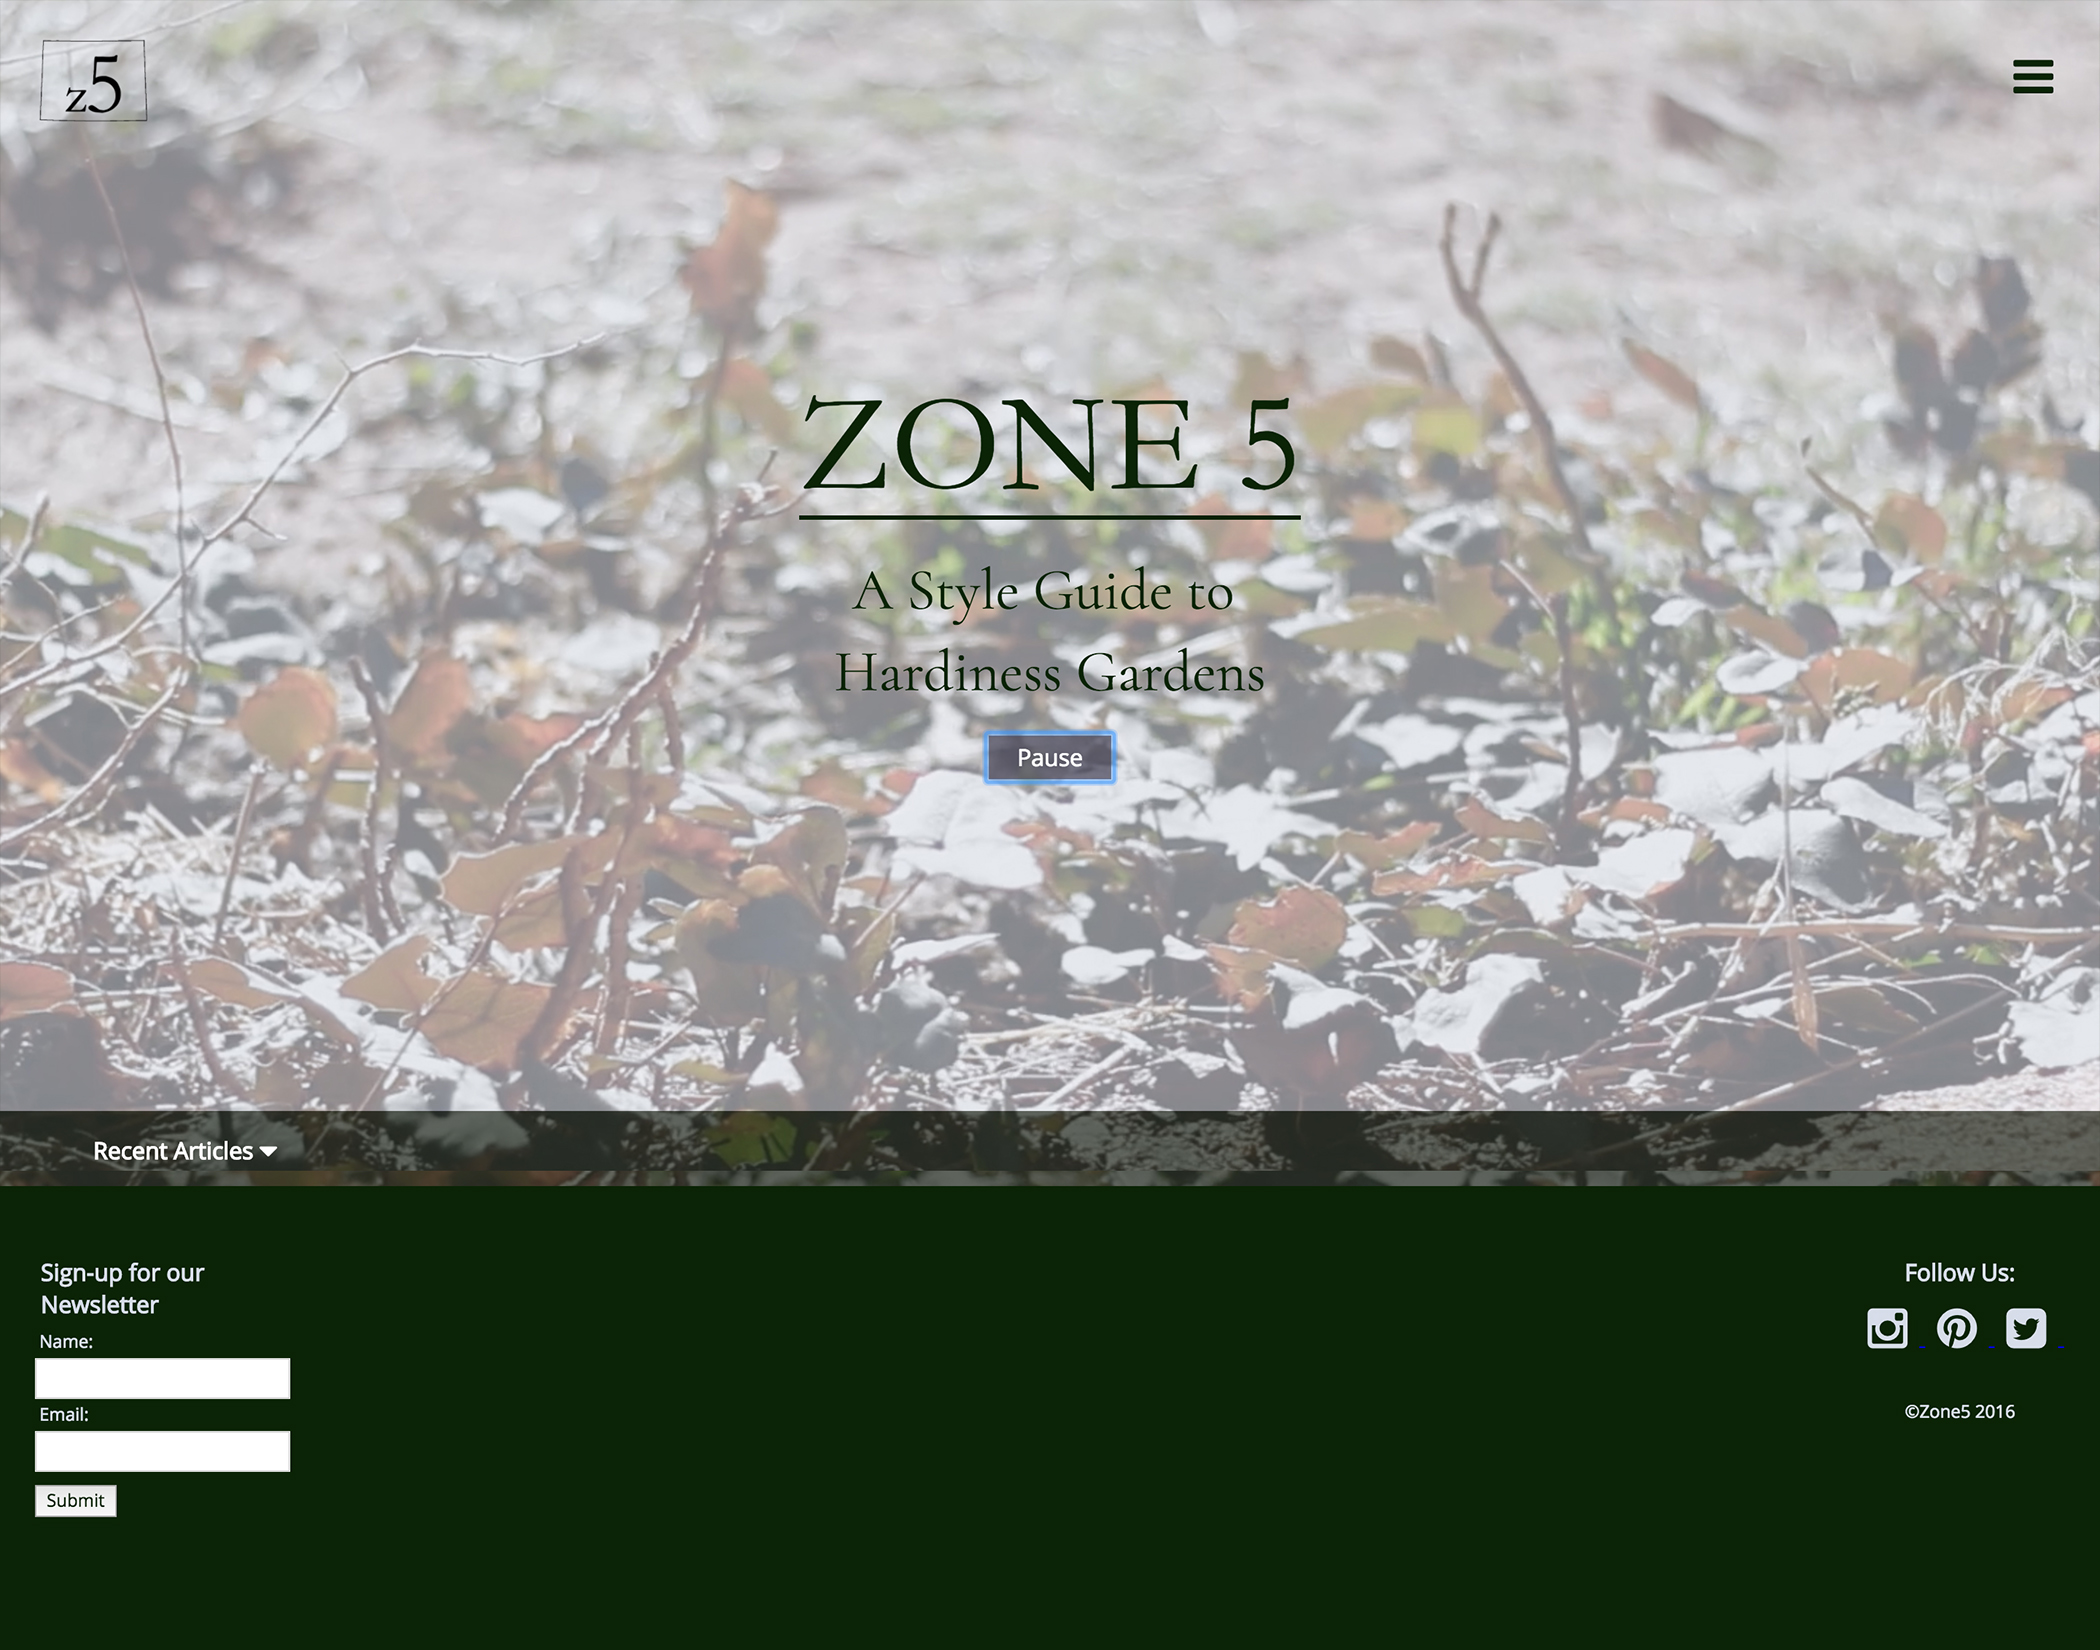 z5
ZONE 5
A Style Guide to
Hardiness Gardens
Pause
Recent Articles
Sign-up for our
Newsletter
Name:
Email:
Submit
Follow Us:
©Zone5 2016